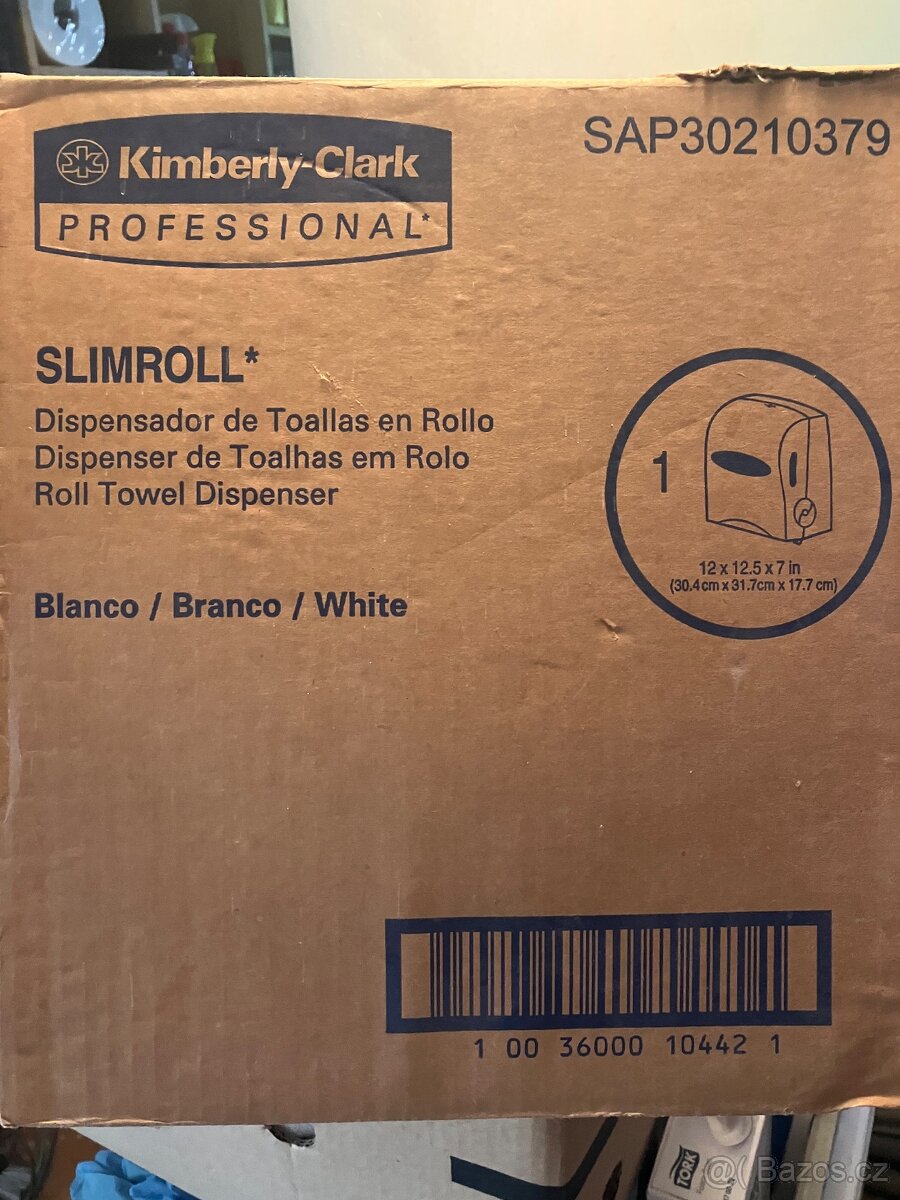 Kimberly-Clark
PROFESSIONAL*
SAP30210379
SLIMROLL*
Dispensador de Toallas en Rollo
Dispenser de Toalhas em Rolo
Roll Towel Dispenser
1
12 x 12.5 x 7 in
(30.4 cm x 31.7cm x 17.7 cm)
Blanco / Branco / White
1 00 36000 10442 1
TORK
@( Bazos.cz